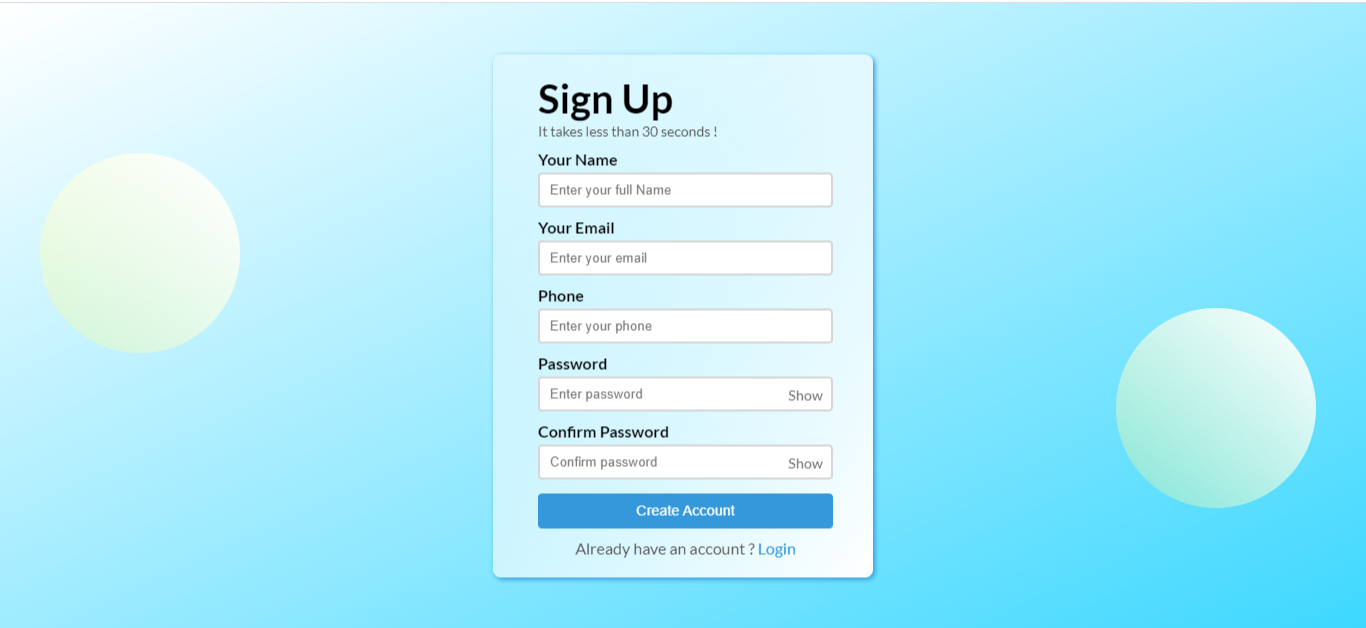 Sign Up
It takes less than 30 seconds !
Your Name
Enter your full Name
Your Email
Enter your email
Phone
Enter your phone
Password
Enter password Show
Confirm Password
Confirm password Show
Create Account
Already have an account ? Login